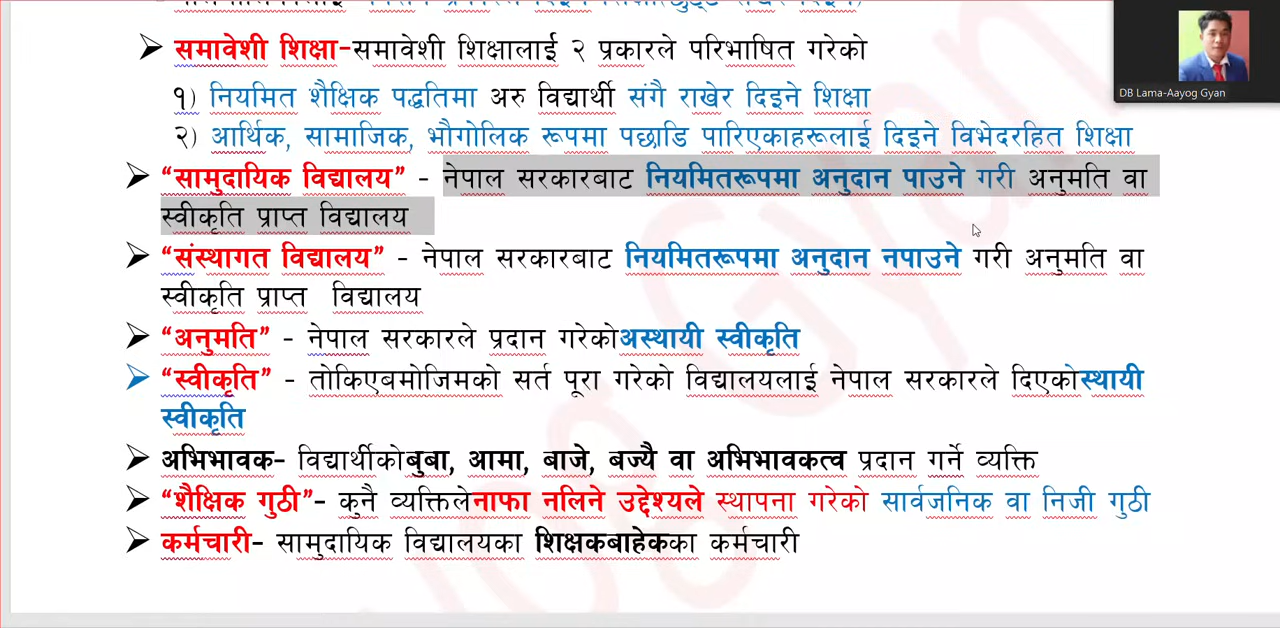 समावेशी शिक्षा-समावेशी शिक्षालाई २ प्रकारले परिभाषित गरेको
१) नियमित शैक्षिक पद्धतिमा अरु विद्यार्थी संगै राखेर दिइने शिक्षा
२) आर्थिक, सामाजिक, भौगोलिक रूपमा पछाडि पारिएकाहरूलाई दिइने विभेदरहित शिक्षा
“सामुदायिक विद्यालय” - नेपाल सरकारबाट नियमितरूपमा अनुदान पाउने गरी अनुमति वा
स्वीकृति प्राप्त विद्यालय
“संस्थागत विद्यालय” - नेपाल सरकारबाट नियमितरूपमा अनुदान नपाउने गरी अनुमति वा
स्वीकृति प्राप्त विद्यालय
“अनुमति” - नेपाल सरकारले प्रदान गरेकोअस्थायी स्वीकृति
“स्वीकृति” - तोकिएबमोजिमको सर्त पूरा गरेको विद्यालयलाई नेपाल सरकारले दिएकोस्थायी
स्वीकृति
अभिभावक- विद्यार्थीकोबुबा, आमा, बाजे, बज्यै वा अभिभावकत्व प्रदान गर्ने व्यक्ति
“शैक्षिक गुठी”- कुनै व्यक्तिलेनाफा नलिने उद्देश्यले स्थापना गरेको सार्वजनिक वा निजी गुठी
कर्मचारी- सामुदायिक विद्यालयका शिक्षकबाहेकका कर्मचारी
DB Lama-Aayog Gyan